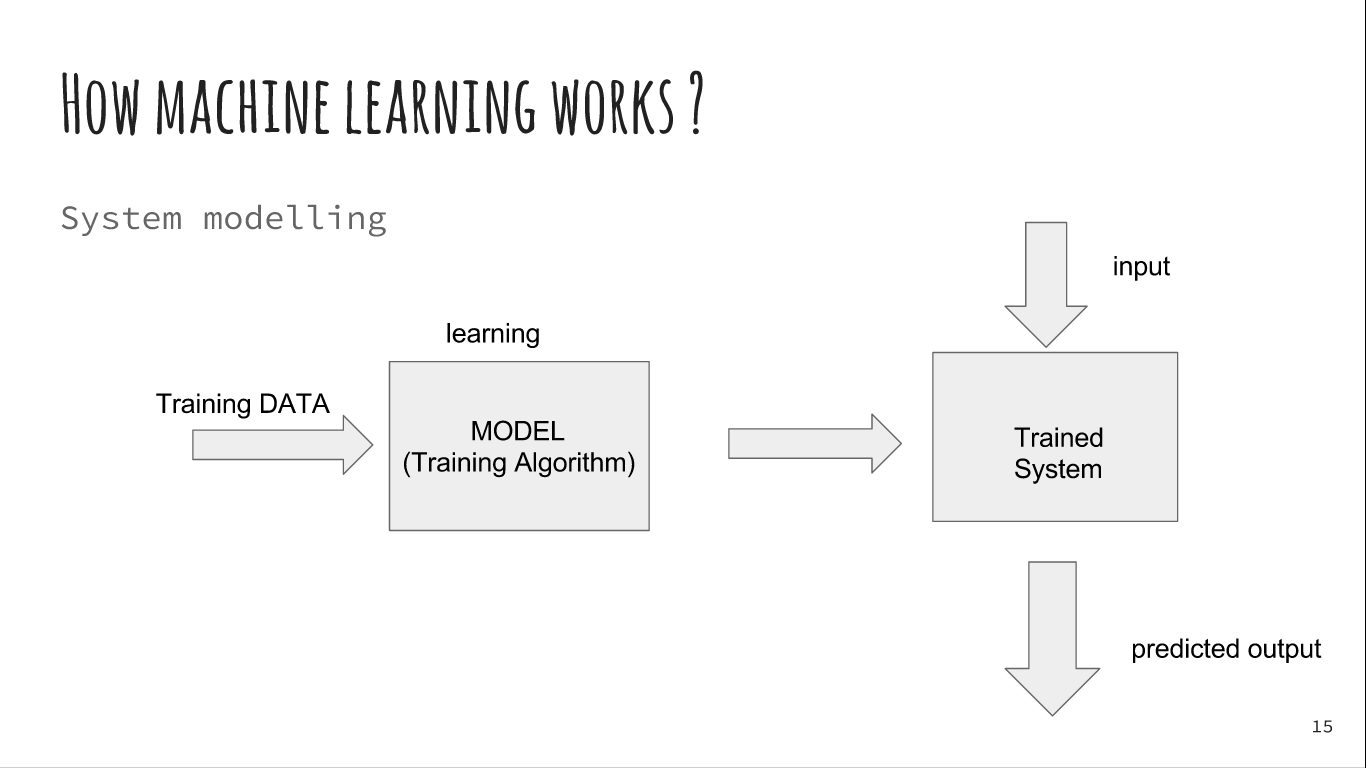 How machine learning works ?
System modelling
input
learning
Training DATA
MODEL
(Training Algorithm)
Trained
System
predicted output
15